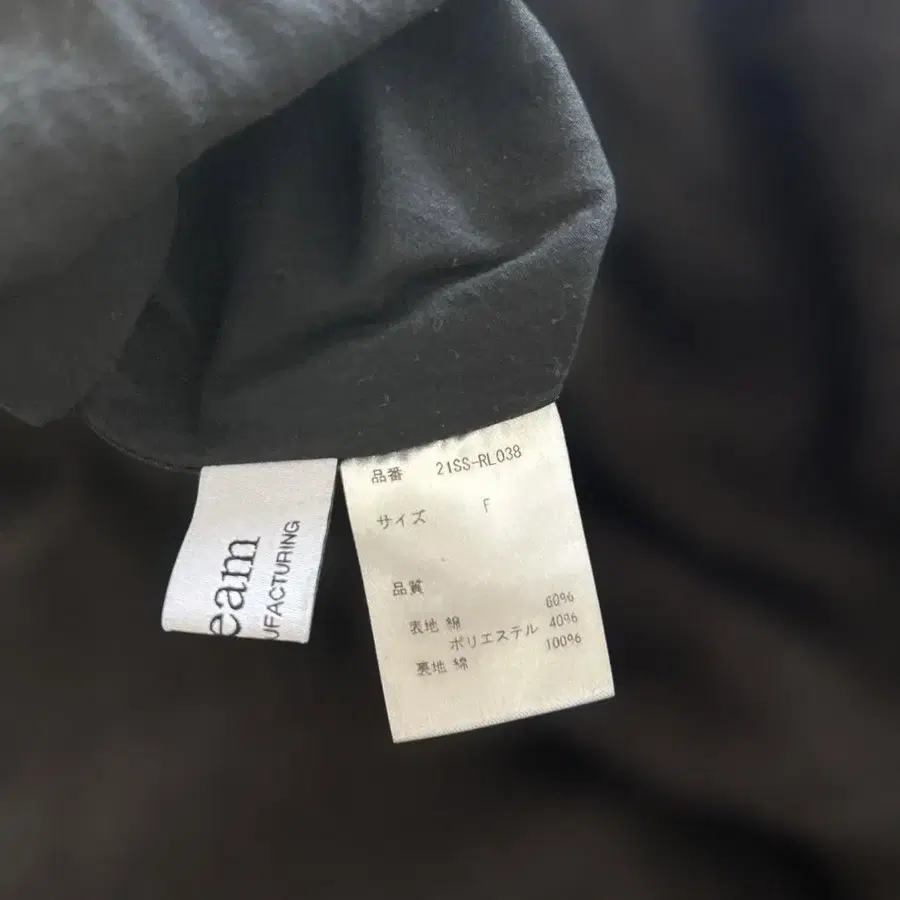 eam
UFACTURING
品番 21SS-RL038
サイズ F
品質
表地 綿 60%
ポリエステル 40%
裏地 綿 100%